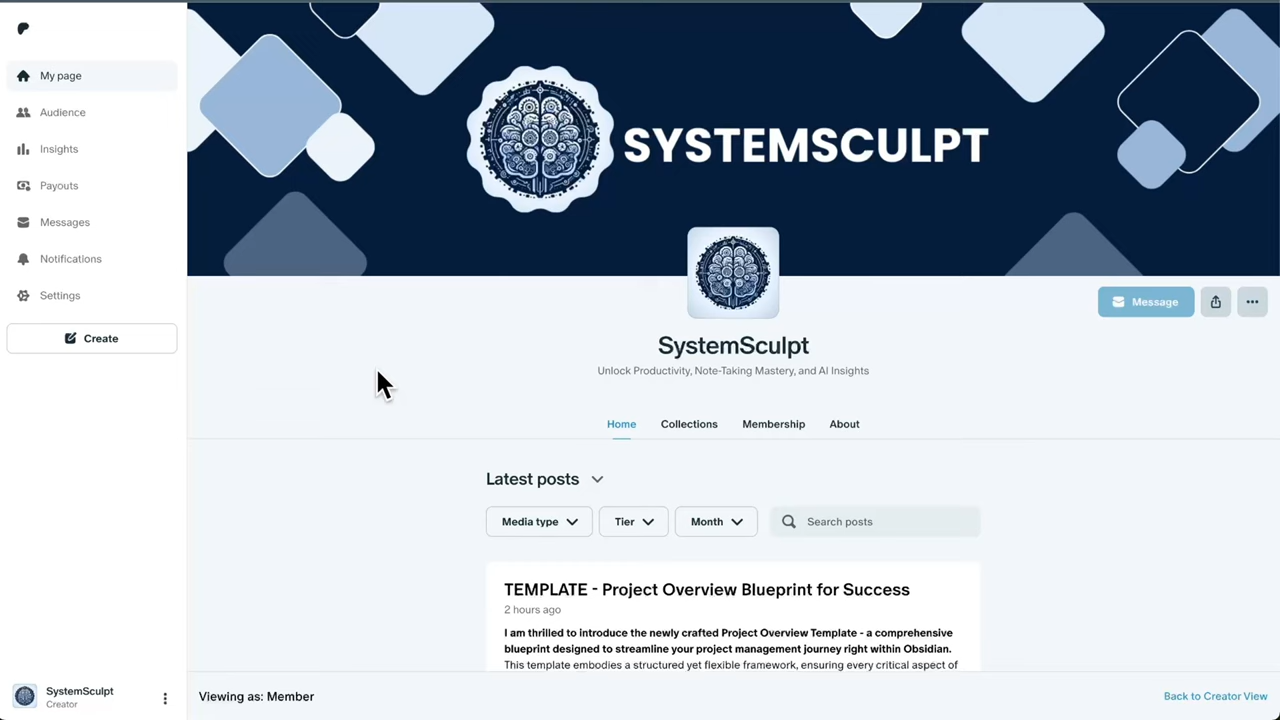 My page
Audience
Insights
Payouts
Messages
Notifications
Settings
Create
SYSTEMSCULPT
Message
SystemSculpt
Unlock Productivity, Note-Taking Mastery, and AI Insights
Home
Collections
Membership
About
Latest posts
Media type
Tier
Month
Search posts
TEMPLATE - Project Overview Blueprint for Success
2 hours ago
I am thrilled to introduce the newly crafted Project Overview Template - a comprehensive
blueprint designed to streamline your project management journey right within Obsidian.
This template embodies a structured yet flexible framework, ensuring every critical aspect of
SystemSculpt
Creator
Viewing as: Member
Back to Creator View